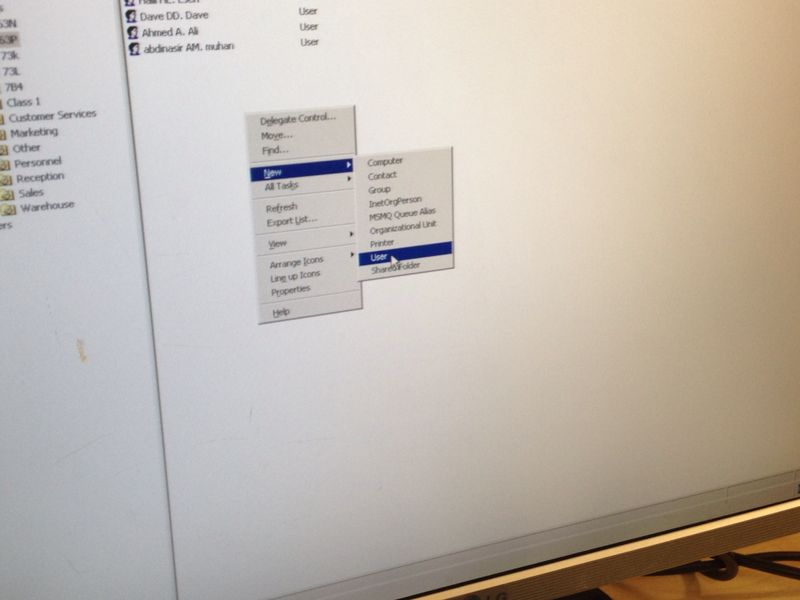 Dave DD. Dave User
Ahmed A. Ali User
abdinasir AM. muhan User
User
63P
73k
73L
7B4
Class 1
Customer Services
Marketing
Other
Personnel
Reception
Sales
Warehouse
ers
Delegate Control...
Move...
Find...
New
All Tasks
Refresh
Export List...
View
Arrange Icons
Line up Icons
Properties
Help
Computer
Contact
Group
InetOrgPerson
MSMQ Queue Alias
Organizational Unit
Printer
User
Shared Folder
LG